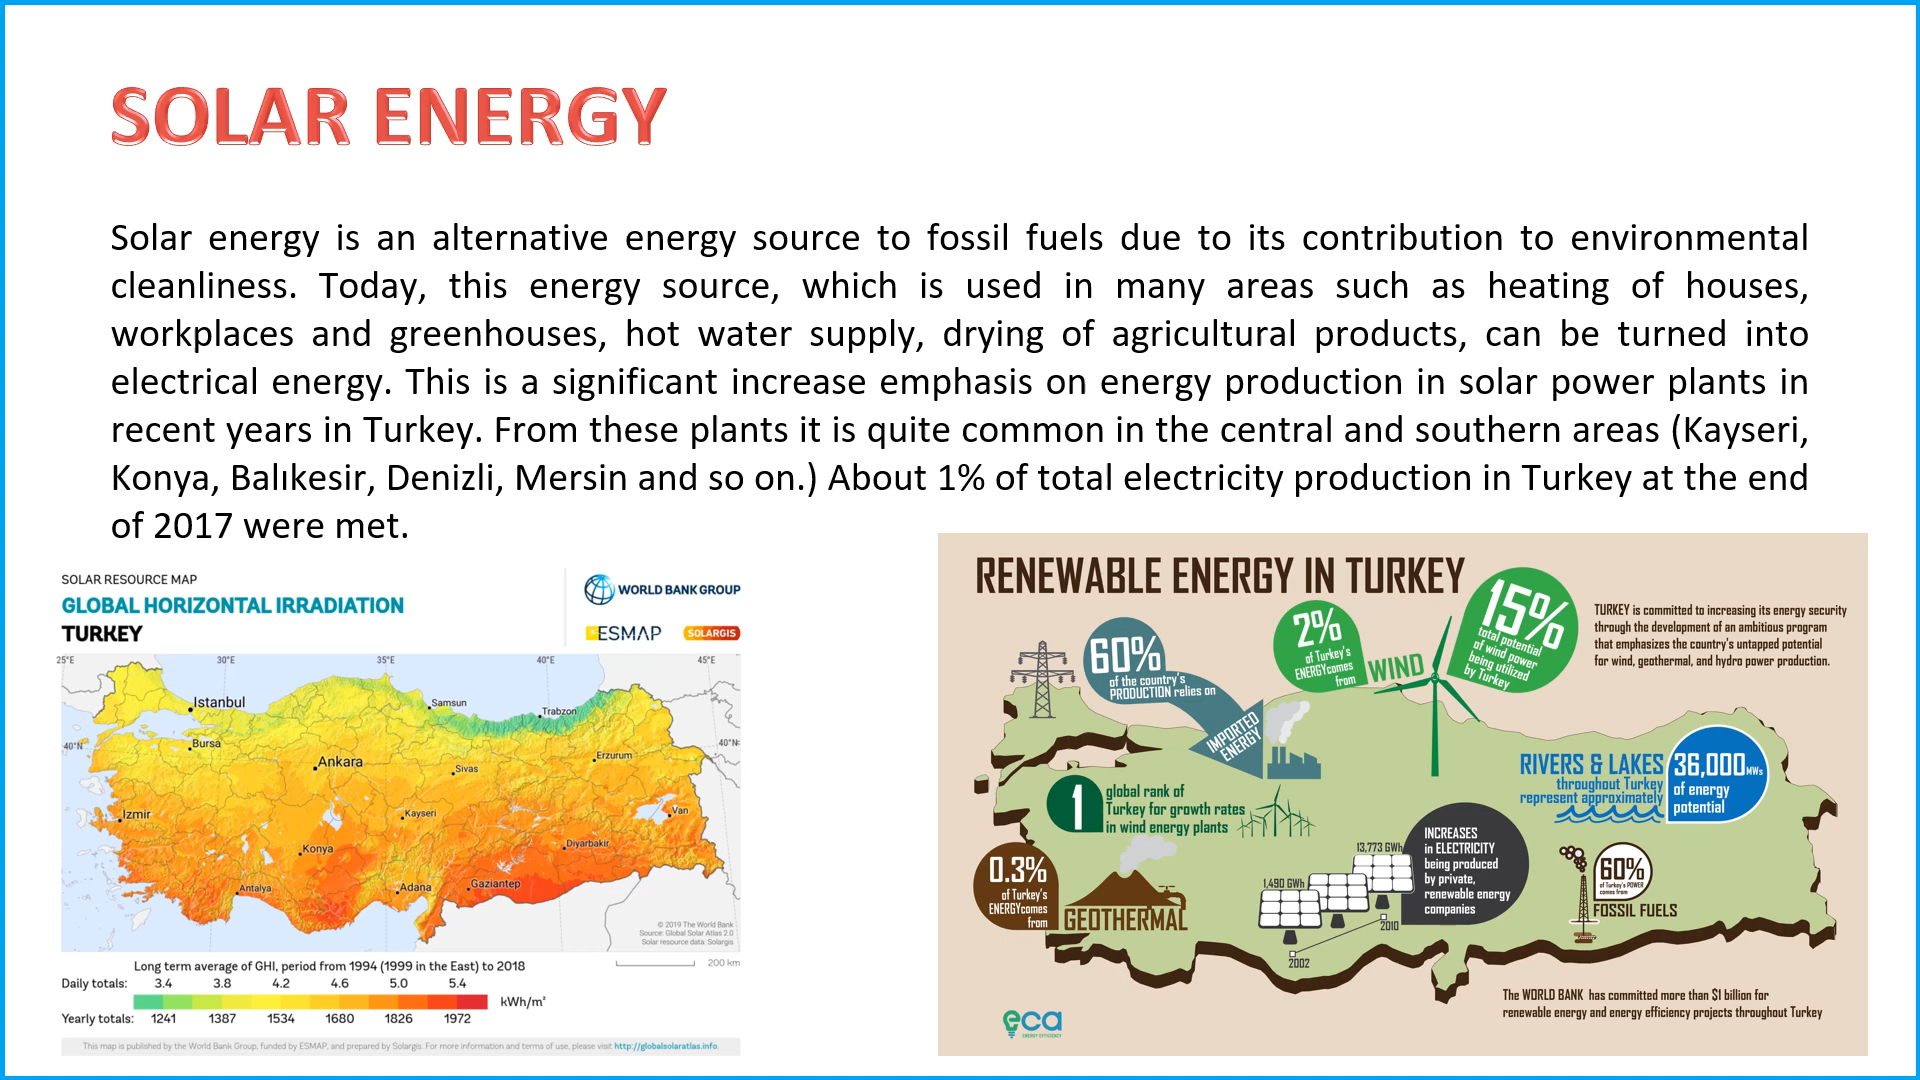 SOLAR ENERGY
Solar energy is an alternative energy source to fossil fuels due to its contribution to environmental
cleanliness. Today, this energy source, which is used in many areas such as heating of houses,
workplaces and greenhouses, hot water supply, drying of agricultural products, can be turned into
electrical energy. This is a significant increase emphasis on energy production in solar power plants in
recent years in Turkey. From these plants it is quite common in the central and southern areas (Kayseri,
Konya, Balıkesir, Denizli, Mersin and so on.) About 1% of total electricity production in Turkey at the end
of 2017 were met.
SOLAR RESOURCE MAP
GLOBAL HORIZONTAL IRRADIATION
TURKEY
WORLD BANK GROUP
ESMAP
SOLARGIS
25°E 30°E 35°E 40°E 45°E
Istanbul
Samsun
Trabzon
40°N
Bursa
40°N
Ankara
Sivas
Erzurum
Izmir
Kayseri
Van
Konya
Diyarbakir
Antalya
Adana
Gaziantep
© 2019 The World Bank
Source: Global Solar Atlas 2.0
Solar resource data: Solargis
Long term average of GHI, period from 1994 (1999 in the East) to 2018
200 km
Daily totals: 3.4 3.8 4.2 4.6 5.0 5.4
kWh/m²
Yearly totals: 1241 1387 1534 1680 1826 1972
This map is published by the World Bank Group, funded by ESMAP, and prepared by Solargis. For more information and terms of use, please visit http://globalsolaratlas.info.
RENEWABLE ENERGY IN TURKEY
60%
of the country's
PRODUCTION relies on
IMPORTED
ENERGY
2%
of Turkey's
ENERGY comes
from
WIND
15%
total potential
of wind power
being utilized
by Turkey
TURKEY is committed to increasing its energy security
through the development of an ambitious program
that emphasizes the country's untapped potential
for wind, geothermal, and hydro power production.
1
global rank of
Turkey for growth rates
in wind energy plants
RIVERS & LAKES
throughout Turkey
represent approximately
36,000 MWs
of energy
potential
0.3%
of Turkey's
ENERGY comes
from
GEOTHERMAL
1,490 GWh
13,773 GWh
2002
2010
INCREASES
in ELECTRICITY
being produced
by private,
renewable energy
companies
60%
of Turkey's POWER
comes from
FOSSIL FUELS
The WORLD BANK has committed more than $1 billion for
renewable energy and energy efficiency projects throughout Turkey
eca
ENERGY EFFICIENCY